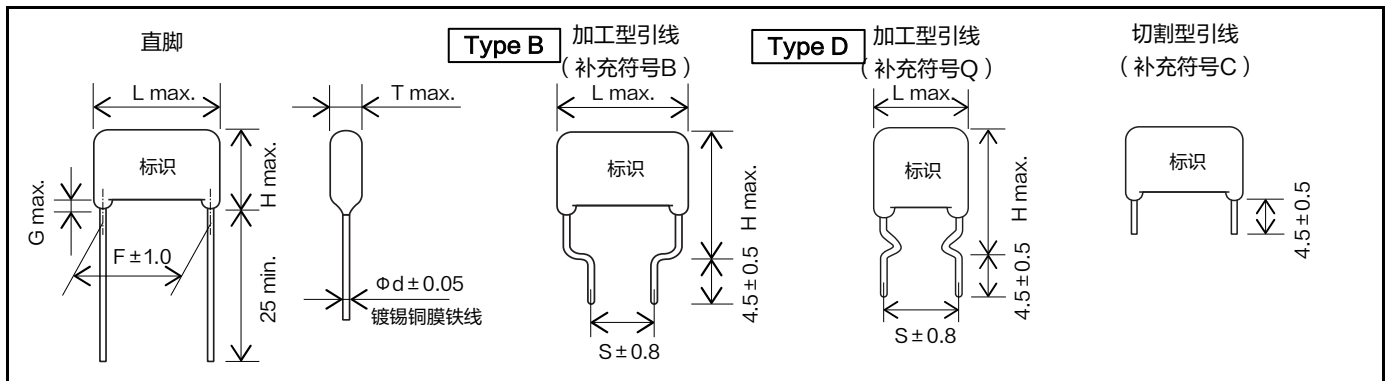 直脚
L max.
标识
G max.
H max.
F±1.0
25 min.
T max.
Φd±0.05
镀锡铜膜铁线
Type B
加工型引线
（补充符号B）
L max.
标识
H max.
4.5±0.5
S±0.8
Type D
加工型引线
（补充符号Q）
L max.
标识
H max.
4.5±0.5
S±0.8
切割型引线
（补充符号C）
标识
4.5±0.5